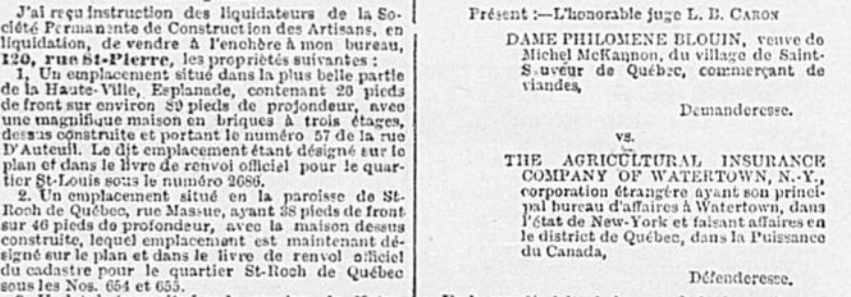 J'ai reçu instruction des liquidateurs de la So-
ciété Permanente de Construction des Artisans, en
liquidation, de vendre à l'enchère à mon bureau,
120, rue St-Pierre, les propriétés suivantes :
1, Un emplacement situé dans la plus belle partie
de la Haute-Ville, Esplanade, contenant 26 pieds
de front sur environ 89 pieds de profondeur, avec
une magnifique maison en briques à trois étages,
dessus construite et portant le numéro 57 de la rue
D'Auteuil. Le dit emplacement étant désigné sur le
plan et dans le livre de renvoi officiel pour le quar-
tier St-Louis sous le numéro 2686.
2. Un emplacement situé en la paroisse de St-
Roch de Québec, rue Massue, ayant 38 pieds de front
sur 46 pieds de profondeur, avec la maison dessus
construite, lequel emplacement est maintenant dé-
signé sur le plan et dans le livre de renvoi officiel
du cadastre pour le quartier St-Roch de Québec
sous les Nos. 654 et 655.
Présent :—L'honorable juge L. B. CARON
DAME PHILOMENE BLOUIN, veuve de
Michel McKannon, du village de Saint-
Sauveur de Québec, commerçant de
viandes,
Demanderesse.
vs.
THE AGRICULTURAL INSURANCE
COMPANY OF WATERTOWN, N.-Y.,
corporation étrangère ayant son princi-
pal bureau d'affaires à Watertown, dans
l'état de New-York et faisant affaires en
le district de Québec, dans la Puissance
du Canada,
Défenderesse.